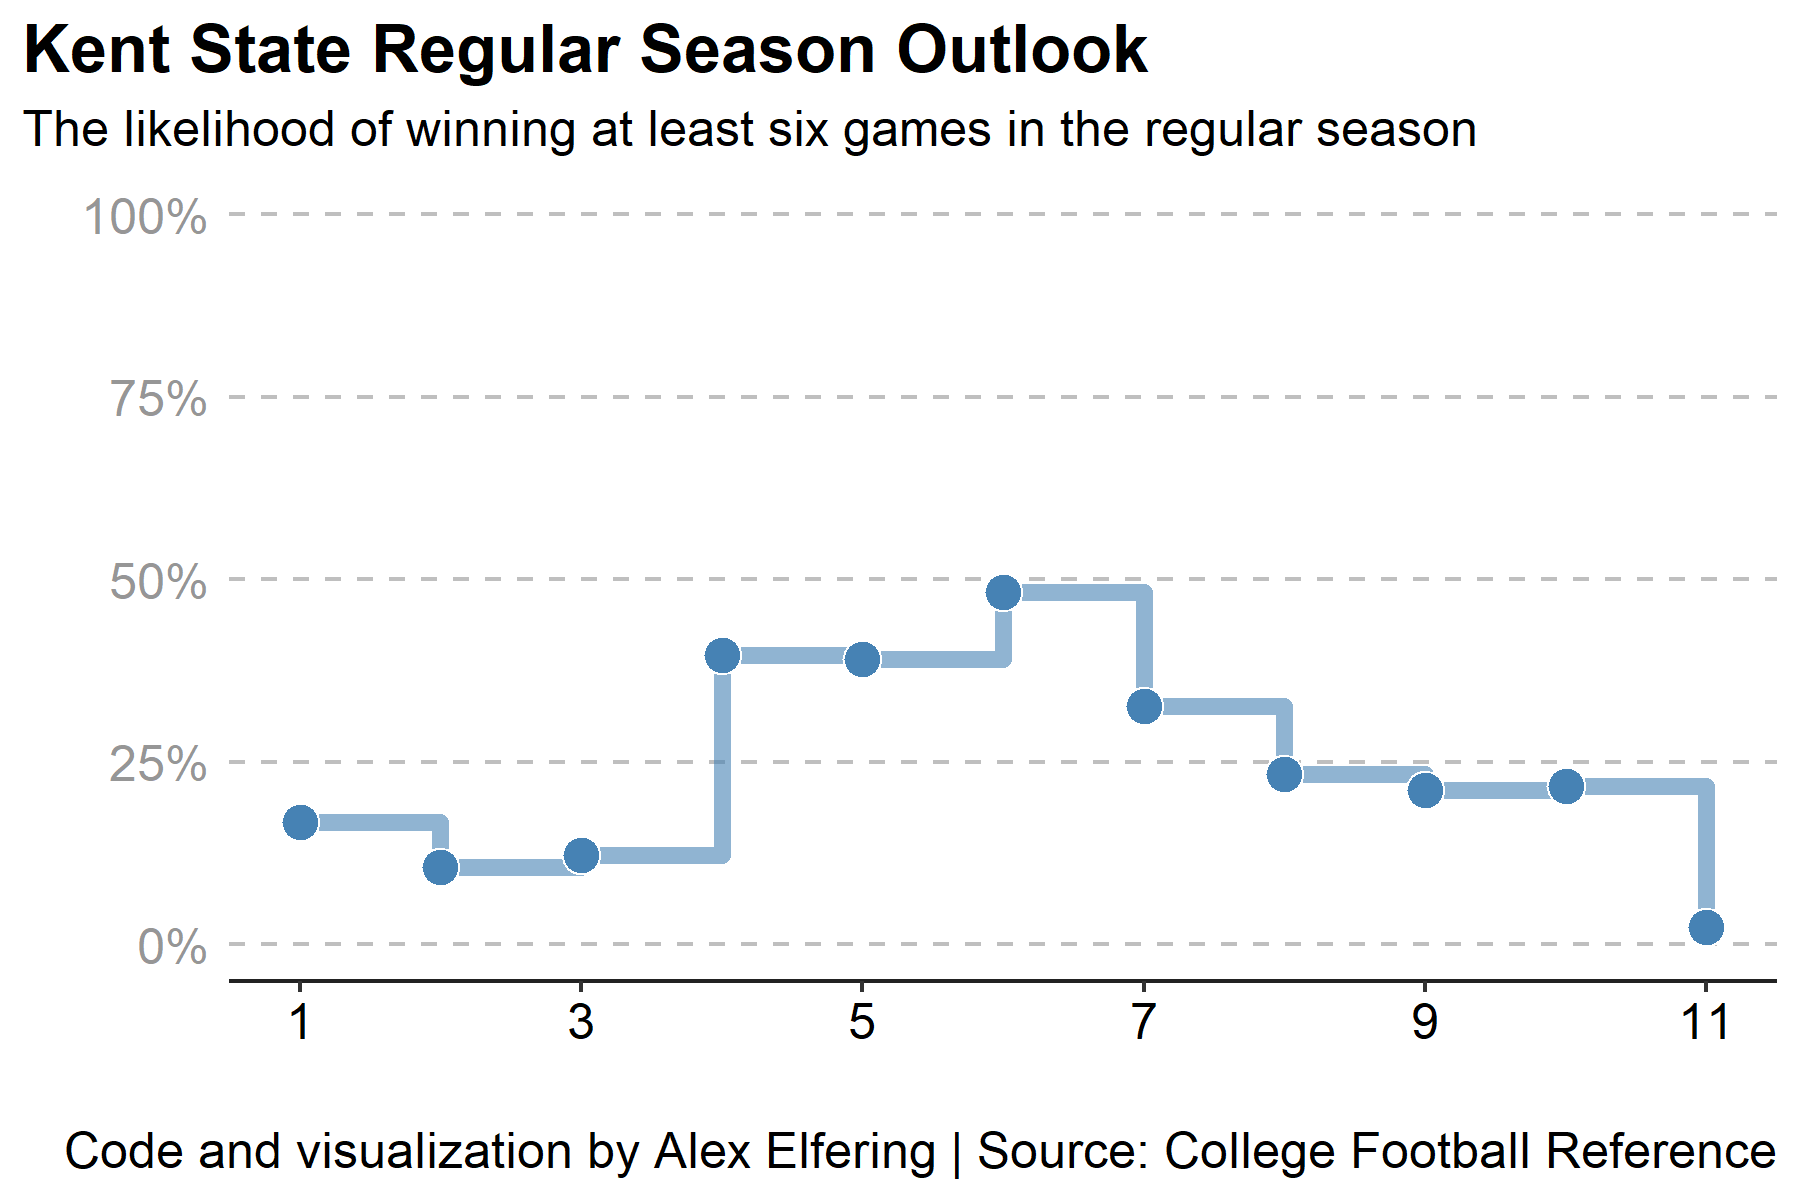 Kent State Regular Season Outlook
The likelihood of winning at least six games in the regular season
100%
75%
50%
25%
0%
1 3 5 7 9 11
Code and visualization by Alex Elfering | Source: College Football Reference